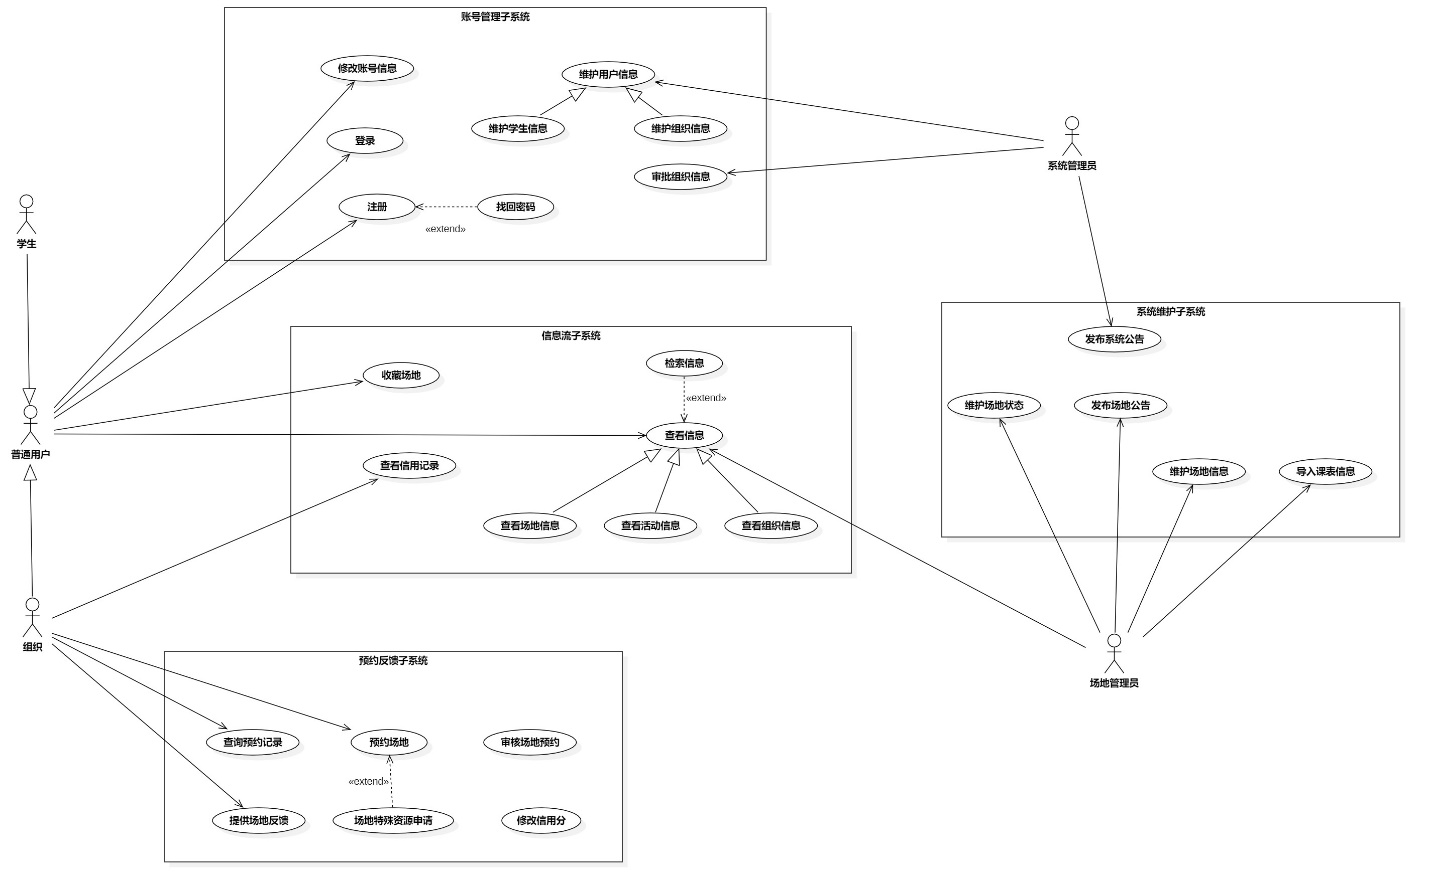 账号管理子系统
修改账号信息
维护用户信息
维护学生信息
维护组织信息
登录
审批组织信息
注册
找回密码
«extend»
系统管理员
学生
普通用户
组织
信息流子系统
收藏场地
检索信息
«extend»
查看信息
查看信用记录
查看场地信息
查看活动信息
查看组织信息
系统维护子系统
发布系统公告
维护场地状态
发布场地公告
维护场地信息
导入课表信息
场地管理员
预约反馈子系统
查询预约记录
预约场地
审核场地预约
«extend»
提供场地反馈
场地特殊资源申请
修改信用分